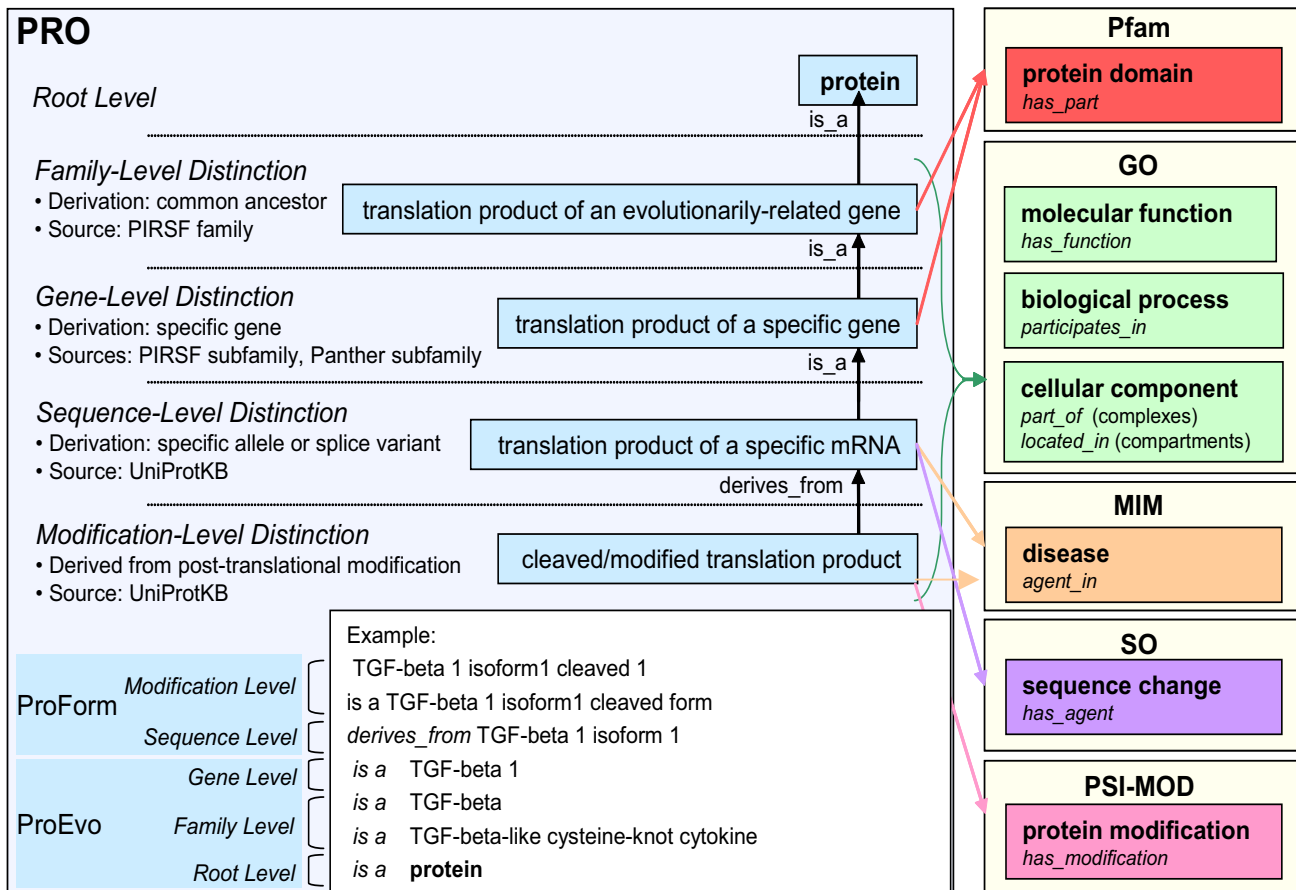 PRO
Root Level
protein
is_a
Family-Level Distinction
• Derivation: common ancestor
• Source: PIRSF family
translation product of an evolutionarily-related gene
is_a
Gene-Level Distinction
• Derivation: specific gene
• Sources: PIRSF subfamily, Panther subfamily
translation product of a specific gene
is_a
Sequence-Level Distinction
• Derivation: specific allele or splice variant
• Source: UniProtKB
translation product of a specific mRNA
derives_from
Modification-Level Distinction
• Derived from post-translational modification
• Source: UniProtKB
cleaved/modified translation product
ProForm
Modification Level
Sequence Level
ProEvo
Gene Level
Family Level
Root Level
Example:
TGF-beta 1 isoform1 cleaved 1
is a TGF-beta 1 isoform1 cleaved form
derives_from TGF-beta 1 isoform 1
is a TGF-beta 1
is a TGF-beta
is a TGF-beta-like cysteine-knot cytokine
is a protein
Pfam
protein domain
has_part
GO
molecular function
has_function
biological process
participates_in
cellular component
part_of (complexes)
located_in (compartments)
MIM
disease
agent_in
SO
sequence change
has_agent
PSI-MOD
protein modification
has_modification